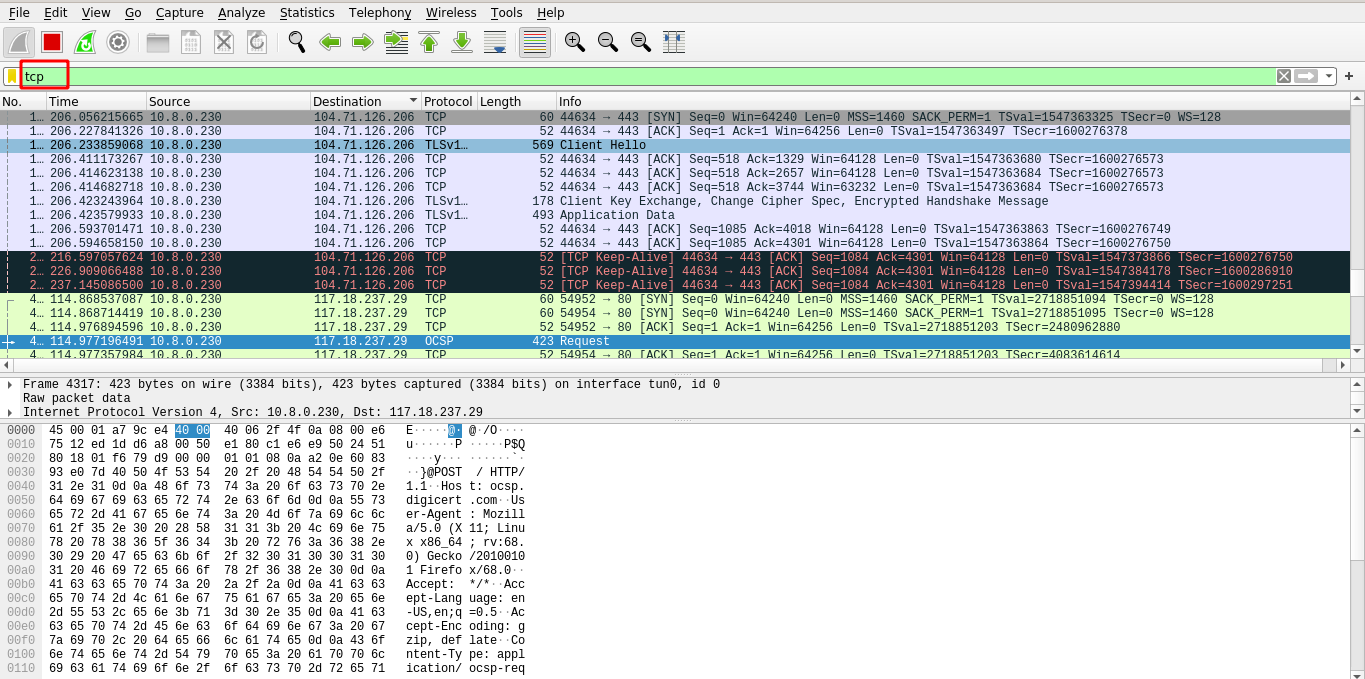 File Edit View Go Capture Analyze Statistics Telephony Wireless Tools Help
tcp
No. Time Source Destination Protocol Length Info
1… 206.056215665 10.8.0.230 104.71.126.206 TCP 60 44634 → 443 [SYN] Seq=0 Win=64240 Len=0 MSS=1460 SACK_PERM=1 TSval=1547363325 TSecr=0 WS=128
1… 206.227841326 10.8.0.230 104.71.126.206 TCP 52 44634 → 443 [ACK] Seq=1 Ack=1 Win=64256 Len=0 TSval=1547363497 TSecr=1600276378
1… 206.233859068 10.8.0.230 104.71.126.206 TLSv1… 569 Client Hello
1… 206.411173267 10.8.0.230 104.71.126.206 TCP 52 44634 → 443 [ACK] Seq=518 Ack=1329 Win=64128 Len=0 TSval=1547363680 TSecr=1600276573
1… 206.414623138 10.8.0.230 104.71.126.206 TCP 52 44634 → 443 [ACK] Seq=518 Ack=2657 Win=64128 Len=0 TSval=1547363684 TSecr=1600276573
1… 206.414682718 10.8.0.230 104.71.126.206 TCP 52 44634 → 443 [ACK] Seq=518 Ack=3744 Win=63232 Len=0 TSval=1547363684 TSecr=1600276573
1… 206.423243964 10.8.0.230 104.71.126.206 TLSv1… 178 Client Key Exchange, Change Cipher Spec, Encrypted Handshake Message
1… 206.423579933 10.8.0.230 104.71.126.206 TLSv1… 493 Application Data
1… 206.593701471 10.8.0.230 104.71.126.206 TCP 52 44634 → 443 [ACK] Seq=1085 Ack=4018 Win=64128 Len=0 TSval=1547363863 TSecr=1600276749
1… 206.594658150 10.8.0.230 104.71.126.206 TCP 52 44634 → 443 [ACK] Seq=1085 Ack=4301 Win=64128 Len=0 TSval=1547363864 TSecr=1600276750
2… 216.597057624 10.8.0.230 104.71.126.206 TCP 52 [TCP Keep-Alive] 44634 → 443 [ACK] Seq=1084 Ack=4301 Win=64128 Len=0 TSval=1547373866 TSecr=1600276750
2… 226.909066488 10.8.0.230 104.71.126.206 TCP 52 [TCP Keep-Alive] 44634 → 443 [ACK] Seq=1084 Ack=4301 Win=64128 Len=0 TSval=1547384178 TSecr=1600286910
2… 237.145086500 10.8.0.230 104.71.126.206 TCP 52 [TCP Keep-Alive] 44634 → 443 [ACK] Seq=1084 Ack=4301 Win=64128 Len=0 TSval=1547394414 TSecr=1600297251
4… 114.868537087 10.8.0.230 117.18.237.29 TCP 60 54952 → 80 [SYN] Seq=0 Win=64240 Len=0 MSS=1460 SACK_PERM=1 TSval=2718851094 TSecr=0 WS=128
4… 114.868714419 10.8.0.230 117.18.237.29 TCP 60 54954 → 80 [SYN] Seq=0 Win=64240 Len=0 MSS=1460 SACK_PERM=1 TSval=2718851095 TSecr=0 WS=128
4… 114.976894596 10.8.0.230 117.18.237.29 TCP 52 54952 → 80 [ACK] Seq=1 Ack=1 Win=64256 Len=0 TSval=2718851203 TSecr=2480962880
4… 114.977196491 10.8.0.230 117.18.237.29 OCSP 423 Request
4… 114.977357984 10.8.0.230 117.18.237.29 TCP 52 54954 → 80 [ACK] Seq=1 Ack=1 Win=64256 Len=0 TSval=2718851203 TSecr=4083614614
Frame 4317: 423 bytes on wire (3384 bits), 423 bytes captured (3384 bits) on interface tun0, id 0
Raw packet data
Internet Protocol Version 4, Src: 10.8.0.230, Dst: 117.18.237.29
0000 45 00 01 a7 9c e4 40 00 40 06 2f 4f 0a 08 00 e6 E·····@· @·/O····
0010 75 12 ed 1d d6 a8 00 50 e1 80 c1 e6 e9 50 24 51 u······P ·····P$Q
0020 80 18 01 f6 79 d9 00 00 01 01 08 0a a2 0e 60 83 ····y··· ······`·
0030 93 e0 7d 40 50 4f 53 54 20 2f 20 48 54 54 50 2f ··}@POST / HTTP/
0040 31 2e 31 0d 0a 48 6f 73 74 3a 20 6f 63 73 70 2e 1.1··Hos t: ocsp.
0050 64 69 67 69 63 65 72 74 2e 63 6f 6d 0d 0a 55 73 digicert .com··Us
0060 65 72 2d 41 67 65 6e 74 3a 20 4d 6f 7a 69 6c 6c er-Agent : Mozill
0070 61 2f 35 2e 30 20 28 58 31 31 3b 20 4c 69 6e 75 a/5.0 (X 11; Linu
0080 78 20 78 38 36 5f 36 34 3b 20 72 76 3a 36 38 2e x x86_64 ; rv:68.
0090 30 29 20 47 65 63 6b 6f 2f 32 30 31 30 30 31 30 0) Gecko /2010010
00a0 31 20 46 69 72 65 66 6f 78 2f 36 38 2e 30 0d 0a 1 Firefo x/68.0··
00b0 41 63 63 65 70 74 3a 20 2a 2f 2a 0d 0a 41 63 63 Accept: */*··Acc
00c0 65 70 74 2d 4c 61 6e 67 75 61 67 65 3a 20 65 6e ept-Lang uage: en
00d0 2d 55 53 2c 65 6e 3b 71 3d 30 2e 35 0d 0a 41 63 -US,en;q =0.5··Ac
00e0 63 65 70 74 2d 45 6e 63 6f 64 69 6e 67 3a 20 67 cept-Enc oding: g
00f0 7a 69 70 2c 20 64 65 66 6c 61 74 65 0d 0a 43 6f zip, def late··Co
0100 6e 74 65 6e 74 2d 54 79 70 65 3a 20 61 70 70 6c ntent-Ty pe: appl
0110 69 63 61 74 69 6f 6e 2f 6f 63 73 70 2d 72 65 71 ication/ ocsp-req